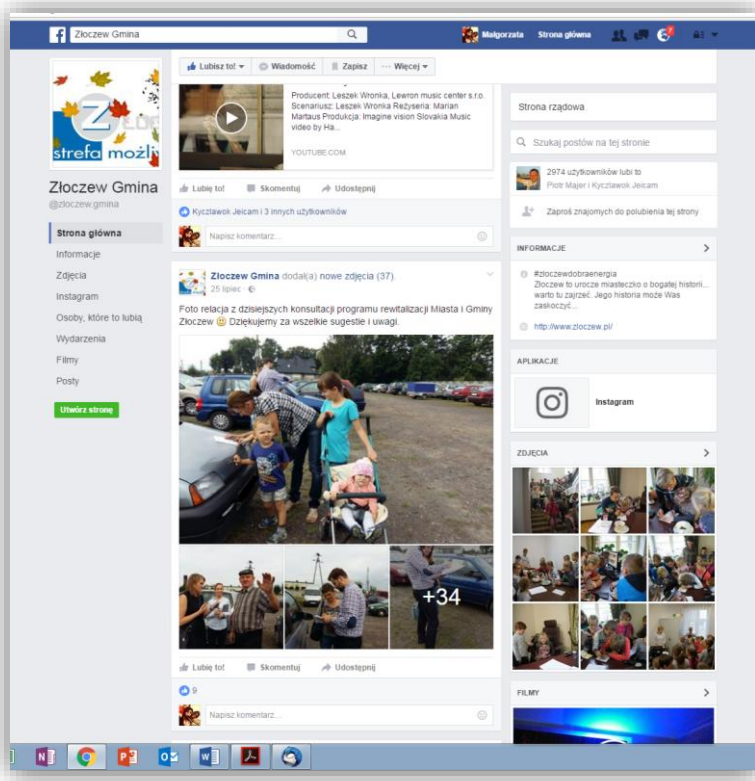 Złoczew Gmina
Małgorzata
Strona główna
Lubisz to!
Wiadomość
Zapisz
Więcej
Producent: Leszek Wronka, Lewron music center s.r.o.
Scenariusz: Leszek Wronka Reżyseria: Marian
Martaus Produkcja: Imagine vision Slovakia Music
video by Ha...
YOUTUBE.COM
Lubię to! Skomentuj Udostępnij
Kyczlawok Jeicam i 3 innych użytkowników
Napisz komentarz...
strefa możliw
Złoczew Gmina
@zloczew.gmina
Strona główna
Informacje
Zdjęcia
Instagram
Osoby, które to lubią
Wydarzenia
Filmy
Posty
Utwórz stronę
Złoczew Gmina dodał(a) nowe zdjęcia (37).
25 lipiec
Foto relacja z dzisiejszych konsultacji programu rewitalizacji Miasta i Gminy
Złoczew Dziękujemy za wszelkie sugestie i uwagi.
+34
Lubię to! Skomentuj Udostępnij
9
Napisz komentarz...
Strona rządowa
Szukaj postów na tej stronie
2974 użytkowników lubi to
Piotr Majer i Kyczlawok Jeicam
Zaproś znajomych do polubienia tej strony
INFORMACJE
#zloczewdobraenergia
Złoczew to urocze miasteczko o bogatej historii...
warto tu zajrzeć. Jego historia może Was
zaskoczyć...
http://www.zloczew.pl/
APLIKACJE
Instagram
ZDJĘCIA
FILMY